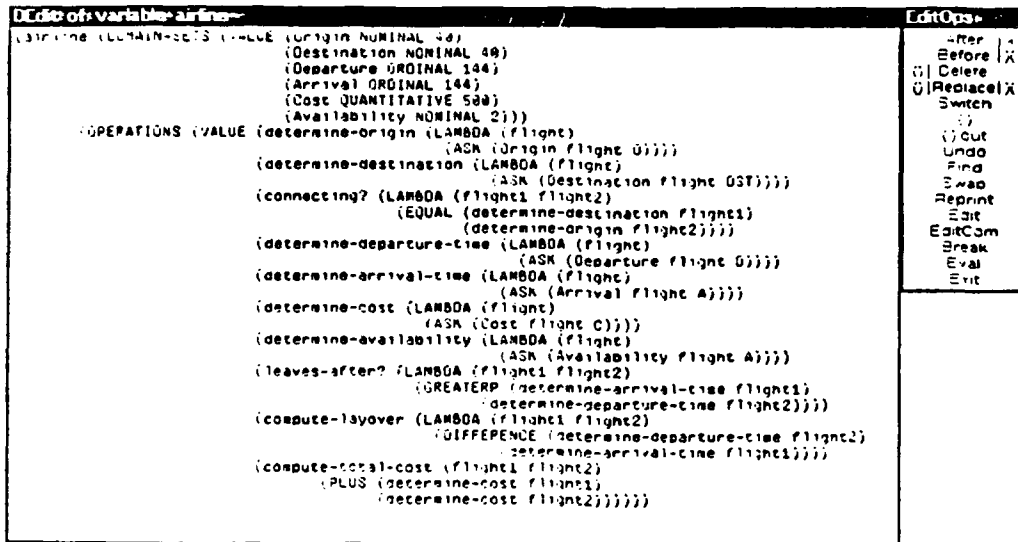 DEdit of variable airline
(airline (DOMAIN-SETS (VALUE (Origin NOMINAL 40)
(Destination NOMINAL 40)
(Departure ORDINAL 144)
(Arrival ORDINAL 144)
(Cost QUANTITATIVE 500)
(Availability NOMINAL 2)))
(OPERATIONS (VALUE (determine-origin (LAMBDA (flight)
(ASK (Origin flight O))))
(determine-destination (LAMBDA (flight)
(ASK (Destination flight DST))))
(connecting? (LAMBDA (flight1 flight2)
(EQUAL (determine-destination flight1)
(determine-origin flight2))))
(determine-departure-time (LAMBDA (flight)
(ASK (Departure flight D))))
(determine-arrival-time (LAMBDA (flight)
(ASK (Arrival flight A))))
(determine-cost (LAMBDA (flight)
(ASK (Cost flight C))))
(determine-availability (LAMBDA (flight)
(ASK (Availability flight A))))
(leaves-after? (LAMBDA (flight1 flight2)
(GREATERP (determine-arrival-time flight1)
(determine-departure-time flight2))))
(compute-layover (LAMBDA (flight1 flight2)
(DIFFERENCE (determine-departure-time flight2)
(determine-arrival-time flight1))))
(compute-total-cost (flight1 flight2)
(PLUS (determine-cost flight1)
(determine-cost flight2))))))
EditOps
After
Before
Delete
Replace
Switch
()
() out
Undo
Find
Swap
Reprint
Edit
EditCom
Break
Eval
Exit